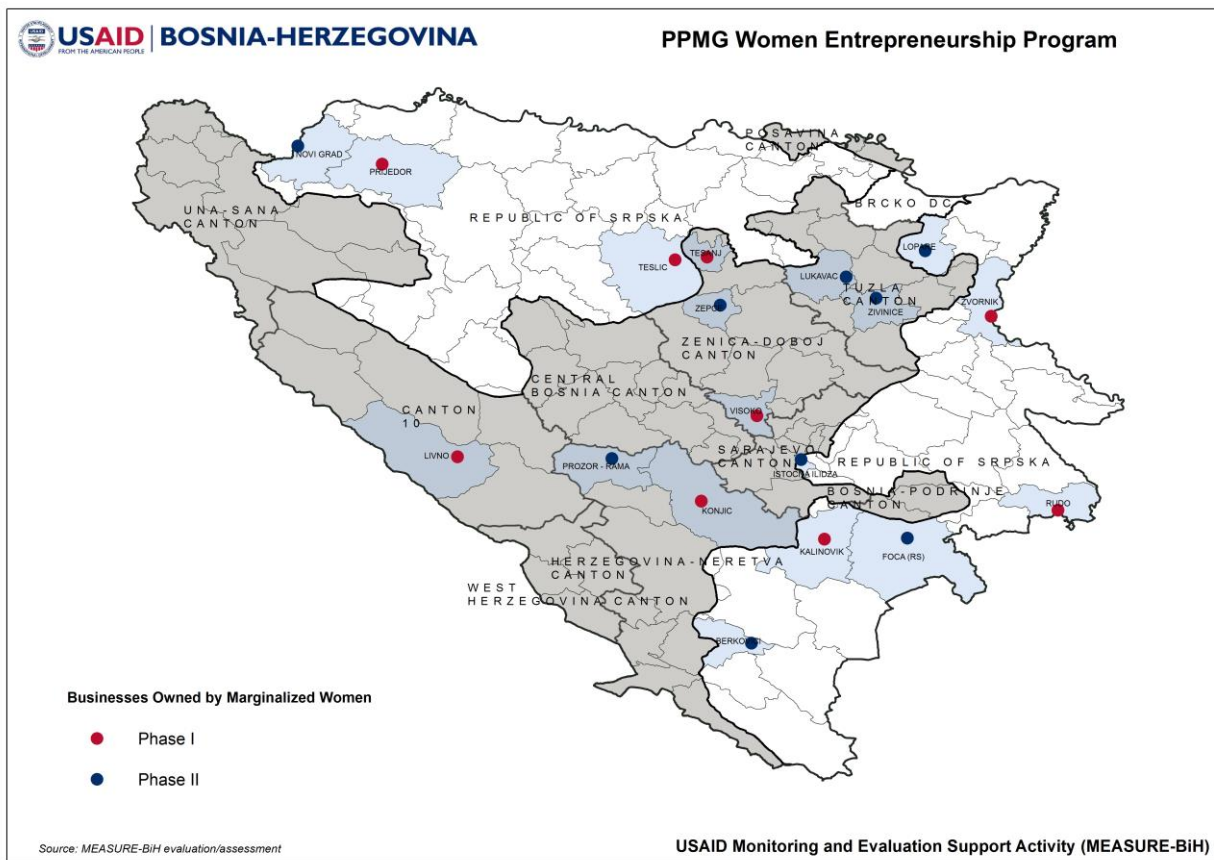 USAID
FROM THE AMERICAN PEOPLE
BOSNIA-HERZEGOVINA
PPMG Women Entrepreneurship Program
POSAVINA
CANTON
NOVI GRAD
PRIJEDOR
UNA-SANA
CANTON
REPUBLIC OF SRPSKA
BRCKO DC
LOPARE
TESLIC
TESANJ
LUKAVAC
TUZLA
CANTON
ZIVINICE
ZVORNIK
ZEPCE
ZENICA-DOBOJ
CANTON
CENTRAL
BOSNIA CANTON
CANTON
10
VISOKO
LIVNO
PROZOR - RAMA
SARAJEVO
CANTON
ISTOCNA ILIDZA
REPUBLIC OF SRPSKA
BOSNIA-PODRINJE
CANTON
KONJIC
RUDO
KALINOVIK
FOCA (RS)
HERZEGOVINA-NERETVA
CANTON
WEST
HERZEGOVINA CANTON
Businesses Owned by Marginalized Women
Phase I
Phase II
Source: MEASURE-BiH evaluation/assessment
USAID Monitoring and Evaluation Support Activity (MEASURE-BiH)